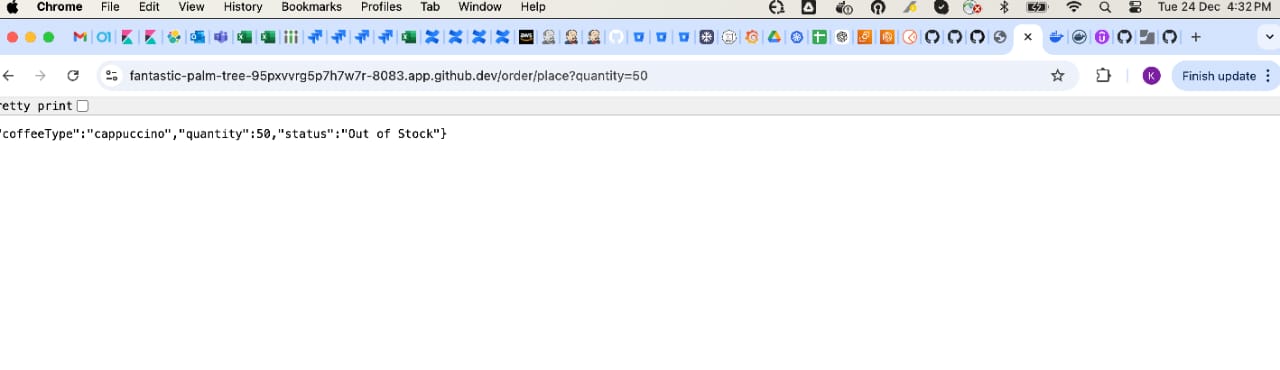 Chrome File Edit View History Bookmarks Profiles Tab Window Help Tue 24 Dec 4:32 PM
fantastic-palm-tree-95pxvvrg5p7h7w7r-8083.app.github.dev/order/place?quantity=50 K Finish update
retty print
"coffeeType":"cappuccino","quantity":50,"status":"Out of Stock"}